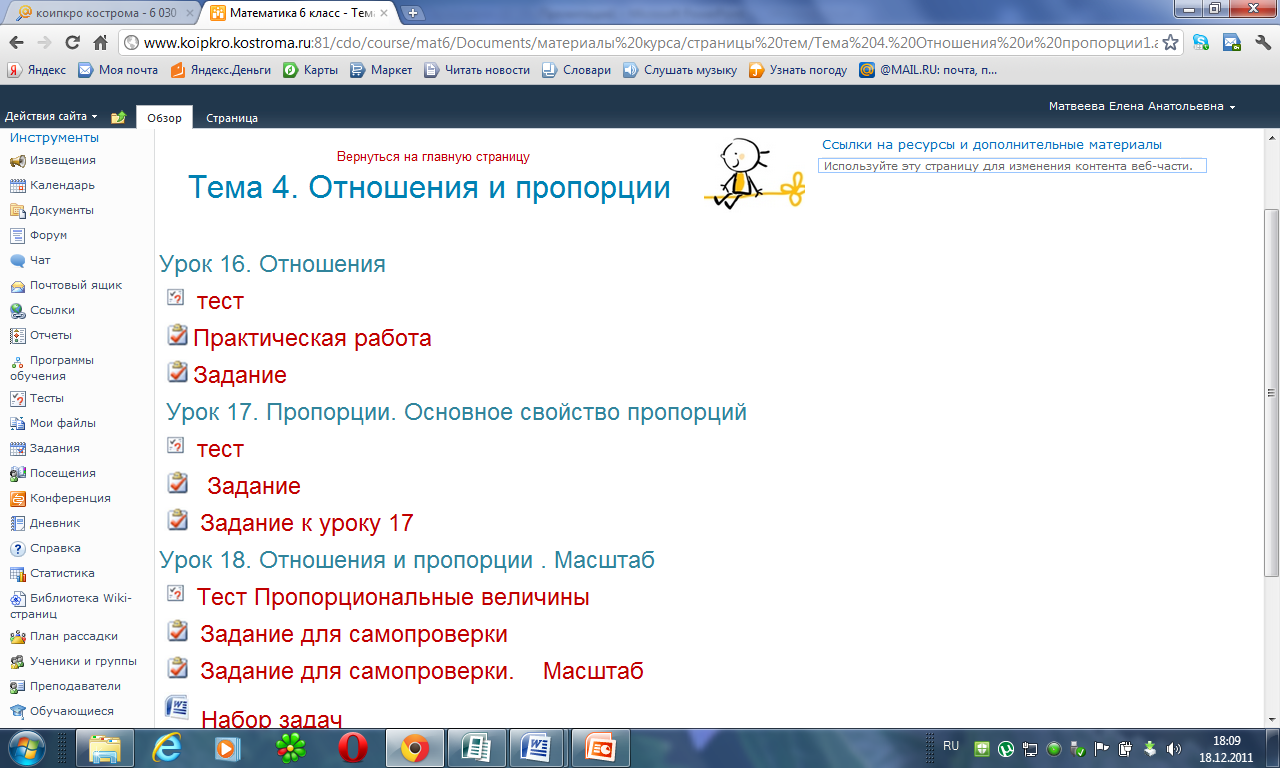 коипкро кострома - 6 030
Математика 6 класс - Тем
www.koipkro.kostroma.ru:81/cdo/course/mat6/Documents/материалы%20курса/страницы%20тем/Тема%204.%20Отношения%20и%20пропорции1.a
Яндекс Моя почта Яндекс.Деньги Карты Маркет Читать новости Словари Слушать музыку Узнать погоду @MAIL.RU: почта, п...
Матвеева Елена Анатольевна
Действия сайта Обзор Страница
Инструменты
Извещения
Календарь
Документы
Форум
Чат
Почтовый ящик
Ссылки
Отчеты
Программы
обучения
Тесты
Мои файлы
Задания
Посещения
Конференция
Дневник
Справка
Статистика
Библиотека Wiki-
страниц
План рассадки
Ученики и группы
Преподаватели
Обучающиеся
Вернуться на главную страницу
Тема 4. Отношения и пропорции
Урок 16. Отношения
тест
Практическая работа
Задание
Урок 17. Пропорции. Основное свойство пропорций
тест
Задание
Задание к уроку 17
Урок 18. Отношения и пропорции . Масштаб
Тест Пропорциональные величины
Задание для самопроверки
Задание для самопроверки. Масштаб
Набор задач
Ссылки на ресурсы и дополнительные материалы
Используйте эту страницу для изменения контента веб-части.
RU
18:09
18.12.2011